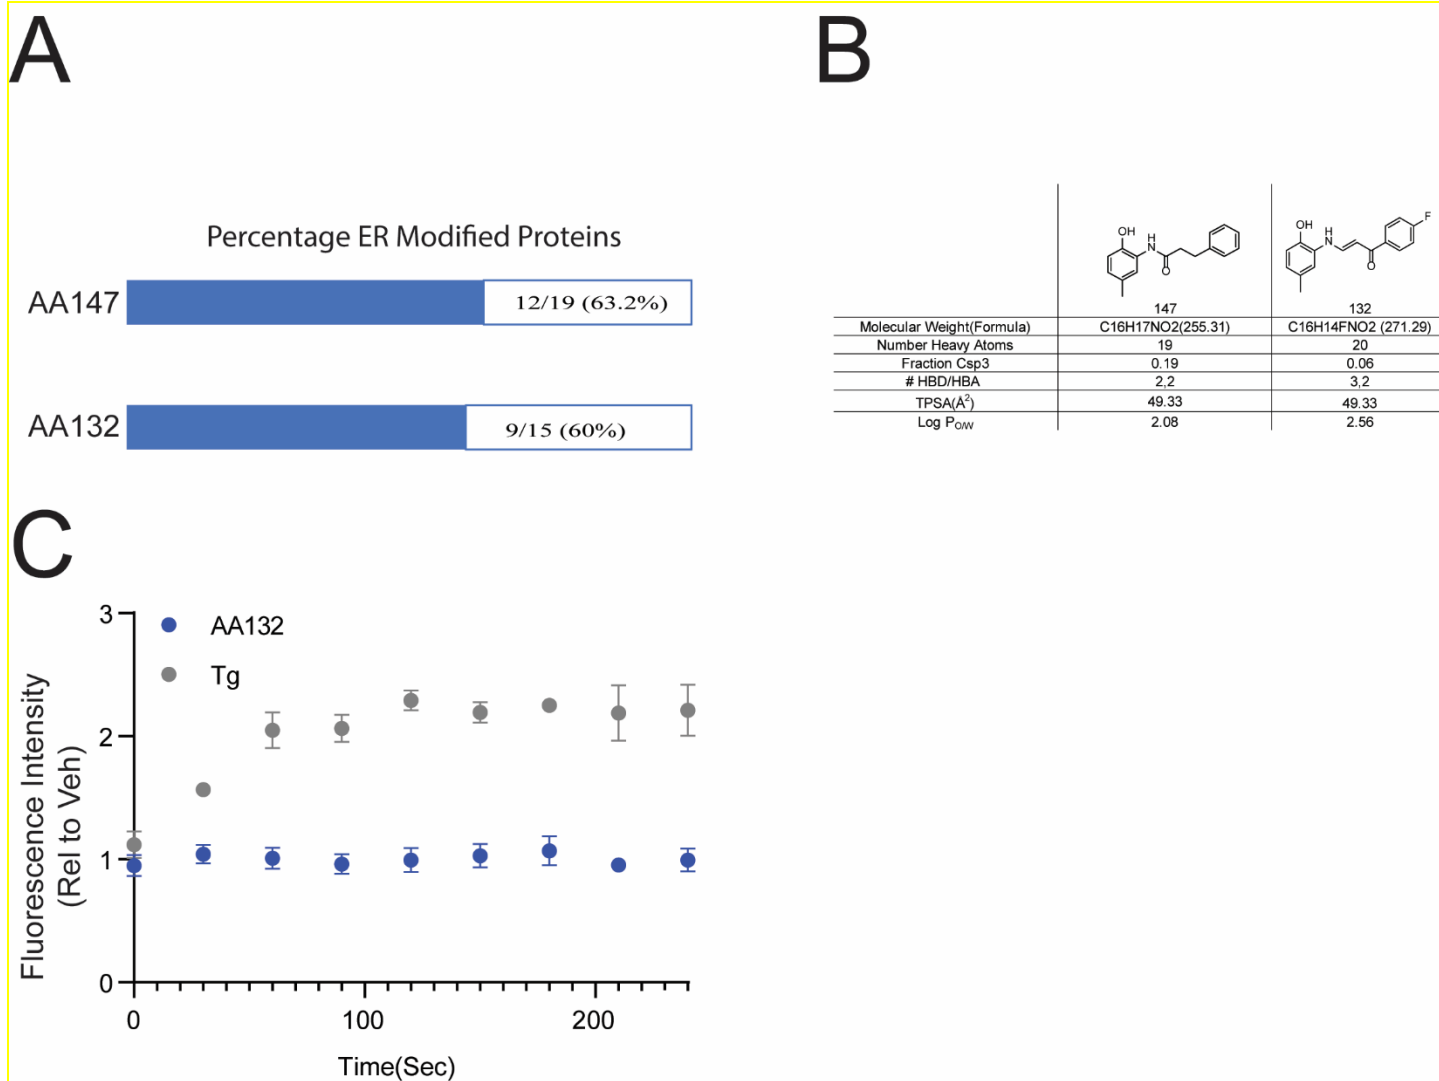 A
B
Percentage ER Modified Proteins
AA147
12/19 (63.2%)
AA132
9/15 (60%)
OH
H
N
O
OH
H
N
O
F
147
132
Molecular Weight(Formula)
C16H17NO2(255.31)
C16H14FNO2 (271.29)
Number Heavy Atoms
19
20
Fraction Csp3
0.19
0.06
# HBD/HBA
2,2
3,2
TPSA(Å²)
49.33
49.33
Log P_O/W
2.08
2.56
C
3
2
1
0
AA132
Tg
Fluorescence Intensity
(Rel to Veh)
0
100
200
Time(Sec)